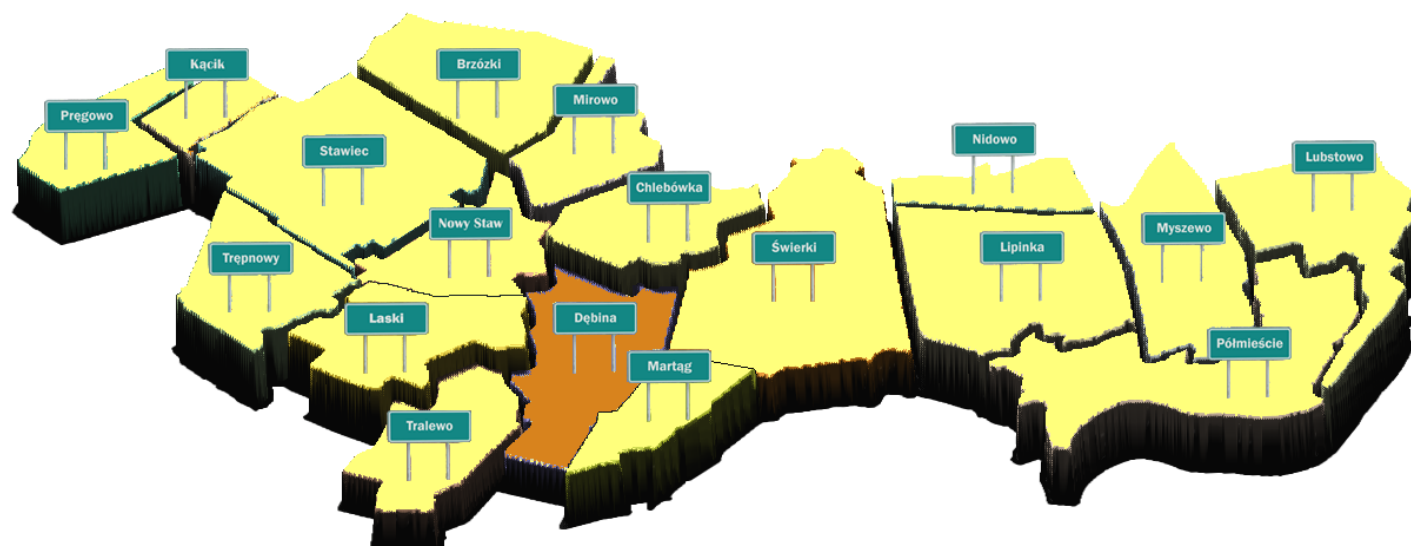 Kącik
Brzózki
Pręgowo
Mirowo
Stawiec
Nidowo
Lubstowo
Chlebówka
Nowy Staw
Myszewo
Świerki
Lipinka
Trępnowy
Laski
Dębina
Półmieście
Martąg
Tralewo